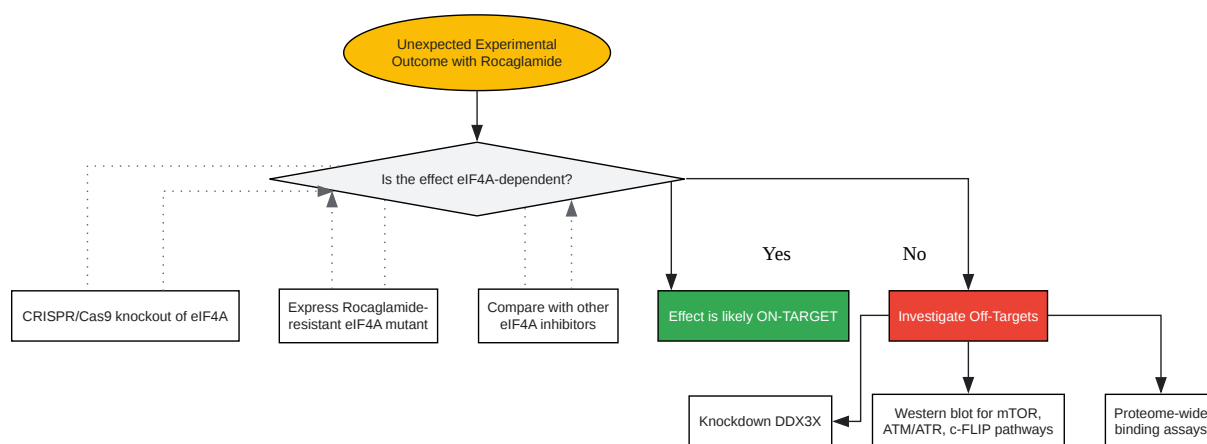 Unexpected Experimental
Outcome with Rocaglamide
Is the effect eIF4A-dependent?
Yes
No
CRISPR/Cas9 knockout of eIF4A
Express Rocaglamide-
resistant eIF4A mutant
Compare with other
eIF4A inhibitors
Effect is likely ON-TARGET
Investigate Off-Targets
Knockdown DDX3X
Western blot for mTOR,
ATM/ATR, c-FLIP pathways
Proteome-wide
binding assays